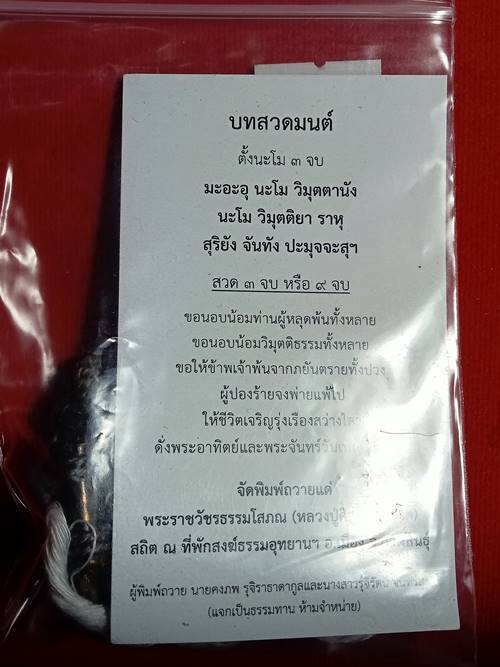 บทสวดมนต์
ตั้งนะโม ๓ จบ
มะอะอุ นะโม วิมุตตานัง
นะโม วิมุตติยา ราหุ
สุริยัง จันทัง ปะมุจจะสุฯ
สวด ๓ จบ หรือ ๙ จบ
ขอนอบน้อมท่านผู้หลุดพ้นทั้งหลาย
ขอนอบน้อมวิมุตติธรรมทั้งหลาย
ขอให้ข้าพเจ้าพ้นจากภยันตรายทั้งปวง
ผู้ปองร้ายจงพ่ายแพ้ไป
ให้ชีวิตเจริญรุ่งเรืองสว่างไสว
ดั่งพระอาทิตย์และพระจันทร์
จัดพิมพ์ถวายแด่
พระราชวัชรธรรมโสภณ
สถิต ณ ที่พักสงฆ์ธรรมอุทยานฯ อ.เมือง
ผู้พิมพ์ถวาย นายคงภพ รุจิราธาดากูลและนางสาวรุจิรัตน์
(แจกเป็นธรรมทาน ห้ามจำหน่าย)